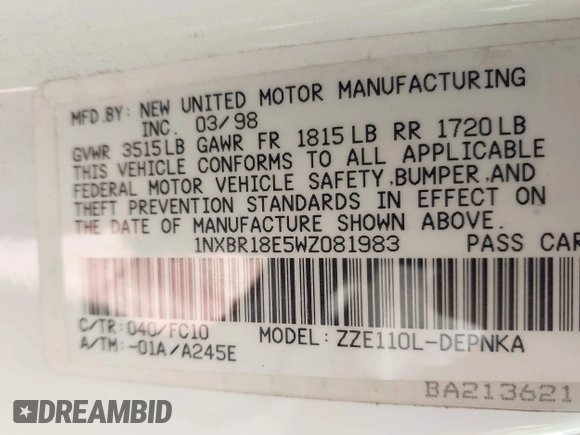 MFD.BY: NEW UNITED MOTOR MANUFACTURING
INC. 03/98
GVWR 3515LB GAWR FR 1815LB RR 1720LB
THIS VEHICLE CONFORMS TO ALL APPLICABLE
FEDERAL MOTOR VEHICLE SAFETY,BUMPER,AND
THEFT PREVENTION STANDARDS IN EFFECT ON
THE DATE OF MANUFACTURE SHOWN ABOVE.
1NXBR18E5WZ081983 PASS CAR
C/TR: 040/FC10 MODEL: ZZE110L-DEPNKA
A/TM: -01A/A245E
BA213621
DREAMBID